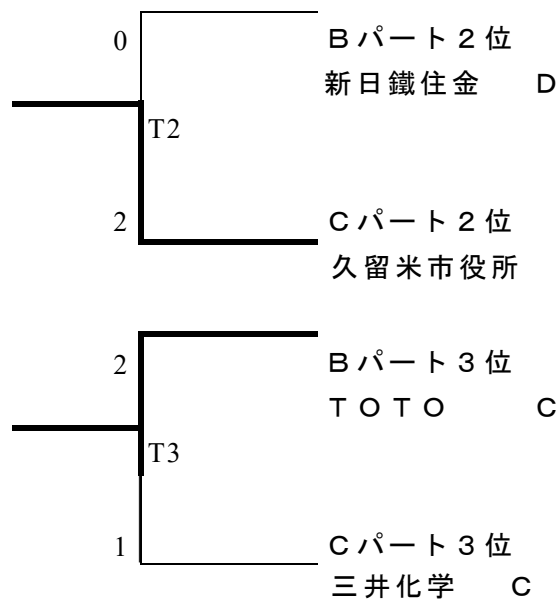 0
Ｂパート２位
新日鐵住金　Ｄ
T2
2
Ｃパート２位
久留米市役所
2
Ｂパート３位
ＴＯＴＯ　Ｃ
T3
1
Ｃパート３位
三井化学　Ｃ